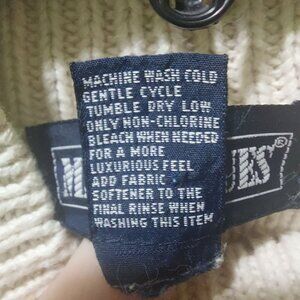 MACHINE WASH COLD
GENTLE CYCLE
TUMBLE DRY LOW
ONLY NON-CHLORINE
BLEACH WHEN NEEDED
FOR A MORE
LUXURIOUS FEEL
ADD FABRIC
SOFTENER TO THE
FINAL RINSE WHEN
WASHING THIS ITEM